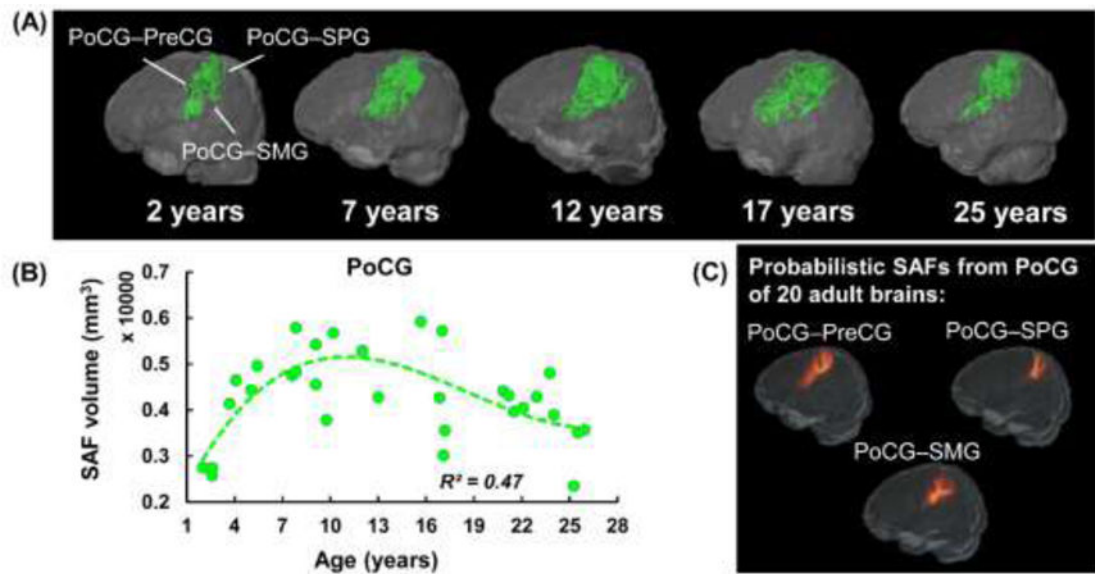 (A)
PoCG–PreCG PoCG–SPG
PoCG–SMG
2 years 7 years 12 years 17 years 25 years
(B)
PoCG
SAF volume (mm³)
x 10000
0.7
0.6
0.5
0.4
0.3
0.2
R² = 0.47
1 4 7 10 13 16 19 22 25 28
Age (years)
(C)
Probabilistic SAFs from PoCG
of 20 adult brains:
PoCG–PreCG PoCG–SPG
PoCG–SMG